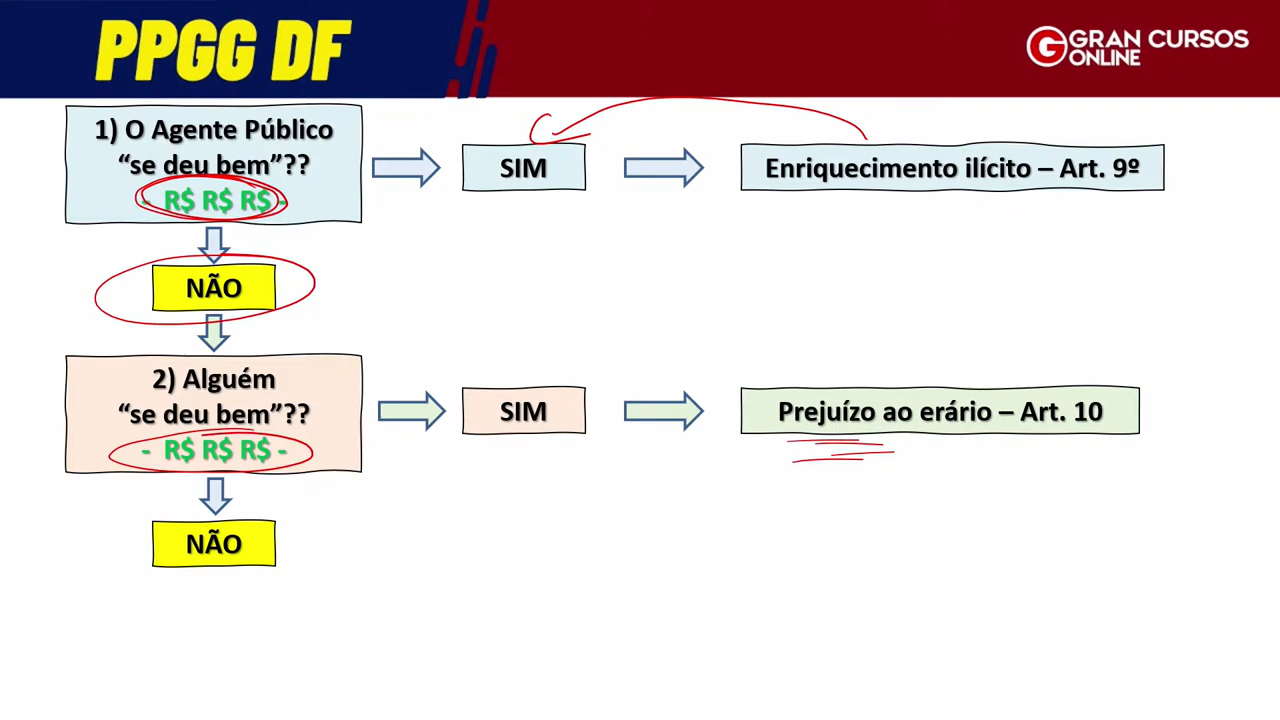 PPGG DF
GRAN CURSOS
ONLINE
1) O Agente Público
“se deu bem”??
- R$ R$ R$ -
SIM
Enriquecimento ilícito – Art. 9º
NÃO
2) Alguém
“se deu bem”??
- R$ R$ R$ -
SIM
Prejuízo ao erário – Art. 10
NÃO